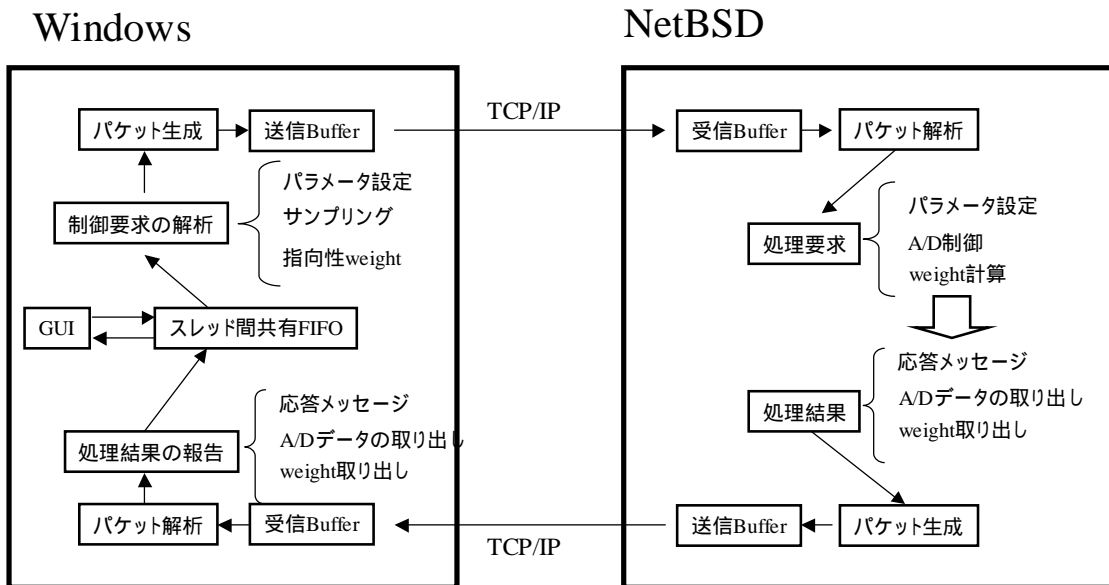 Windows
パケット生成
送信Buffer
制御要求の解析
パラメータ設定
サンプリング
指向性weight
GUI
スレッド間共有FIFO
処理結果の報告
応答メッセージ
A/Dデータの取り出し
weight取り出し
パケット解析
受信Buffer
TCP/IP
TCP/IP
NetBSD
受信Buffer
パケット解析
処理要求
パラメータ設定
A/D制御
weight計算
処理結果
応答メッセージ
A/Dデータの取り出し
weight取り出し
送信Buffer
パケット生成